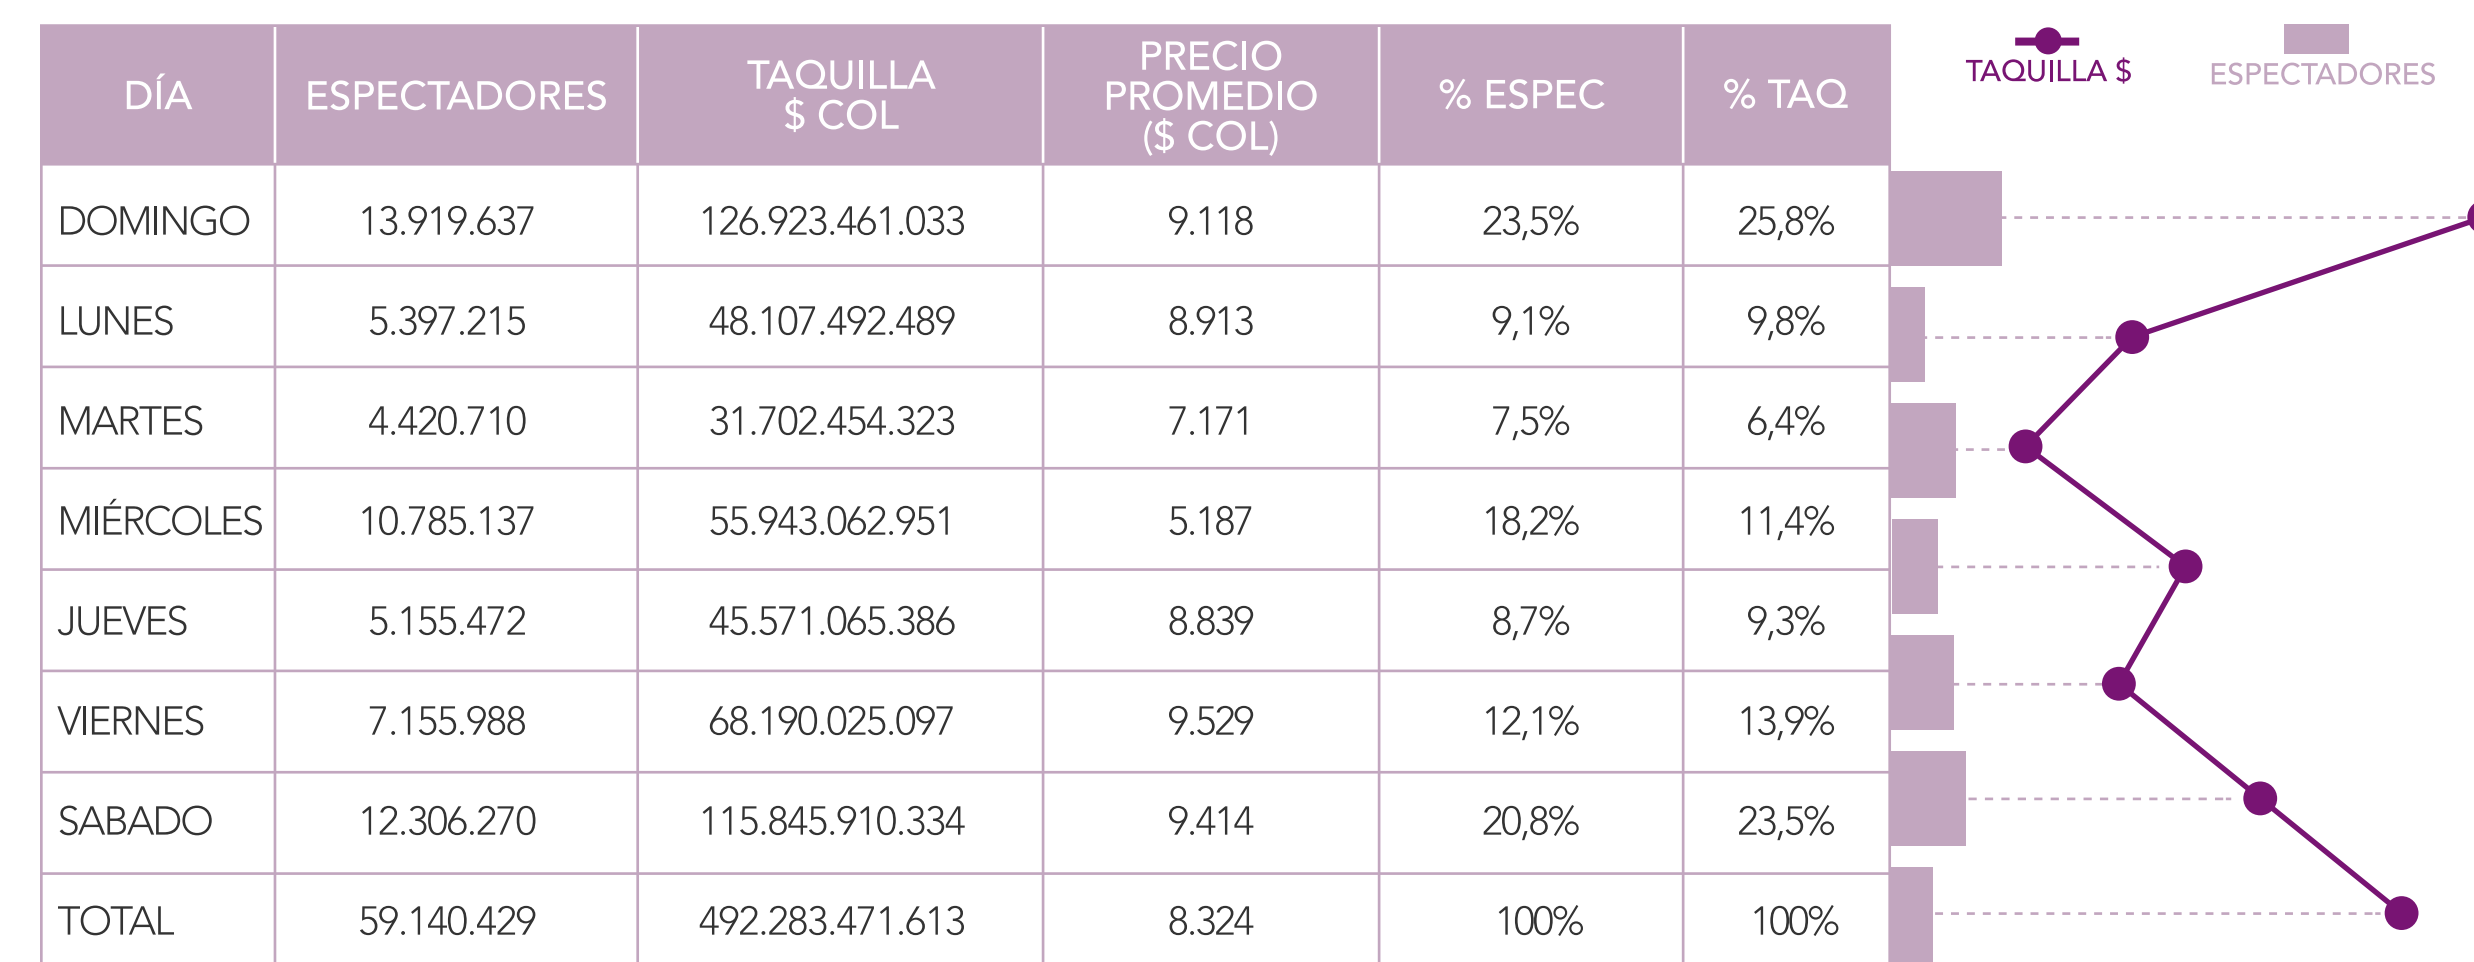 DÍA ESPECTADORES TAQUILLA $ COL PRECIO PROMEDIO ($ COL) % ESPEC % TAQ
TAQUILLA $ ESPECTADORES
DOMINGO 13.919.637 126.923.461.033 9.118 23,5% 25,8%
LUNES 5.397.215 48.107.492.489 8.913 9,1% 9,8%
MARTES 4.420.710 31.702.454.323 7.171 7,5% 6,4%
MIÉRCOLES 10.785.137 55.943.062.951 5.187 18,2% 11,4%
JUEVES 5.155.472 45.571.065.386 8.839 8,7% 9,3%
VIERNES 7.155.988 68.190.025.097 9.529 12,1% 13,9%
SABADO 12.306.270 115.845.910.334 9.414 20,8% 23,5%
TOTAL 59.140.429 492.283.471.613 8.324 100% 100%